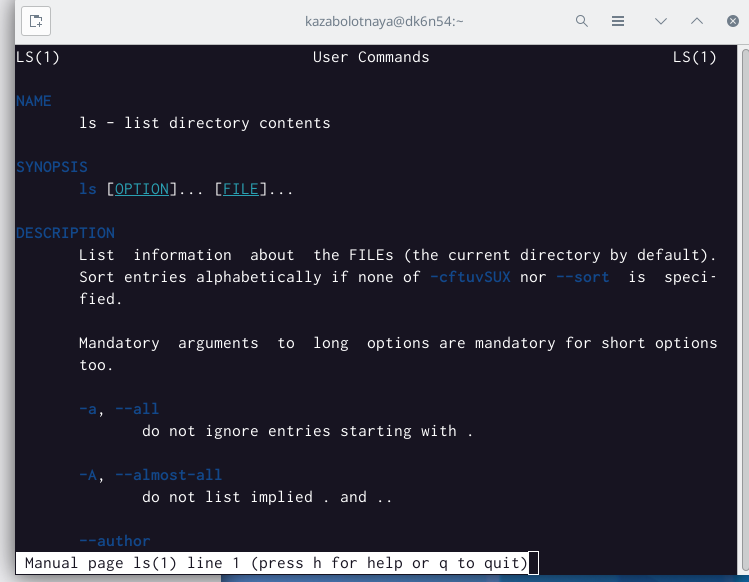 kazabolotnaya@dk6n54:~
LS(1) User Commands LS(1)
NAME
ls - list directory contents
SYNOPSIS
ls [OPTION]... [FILE]...
DESCRIPTION
List information about the FILEs (the current directory by default).
Sort entries alphabetically if none of -cftuvSUX nor --sort is speci-
fied.
Mandatory arguments to long options are mandatory for short options
too.
-a, --all
do not ignore entries starting with .
-A, --almost-all
do not list implied . and ..
--author
Manual page ls(1) line 1 (press h for help or q to quit)